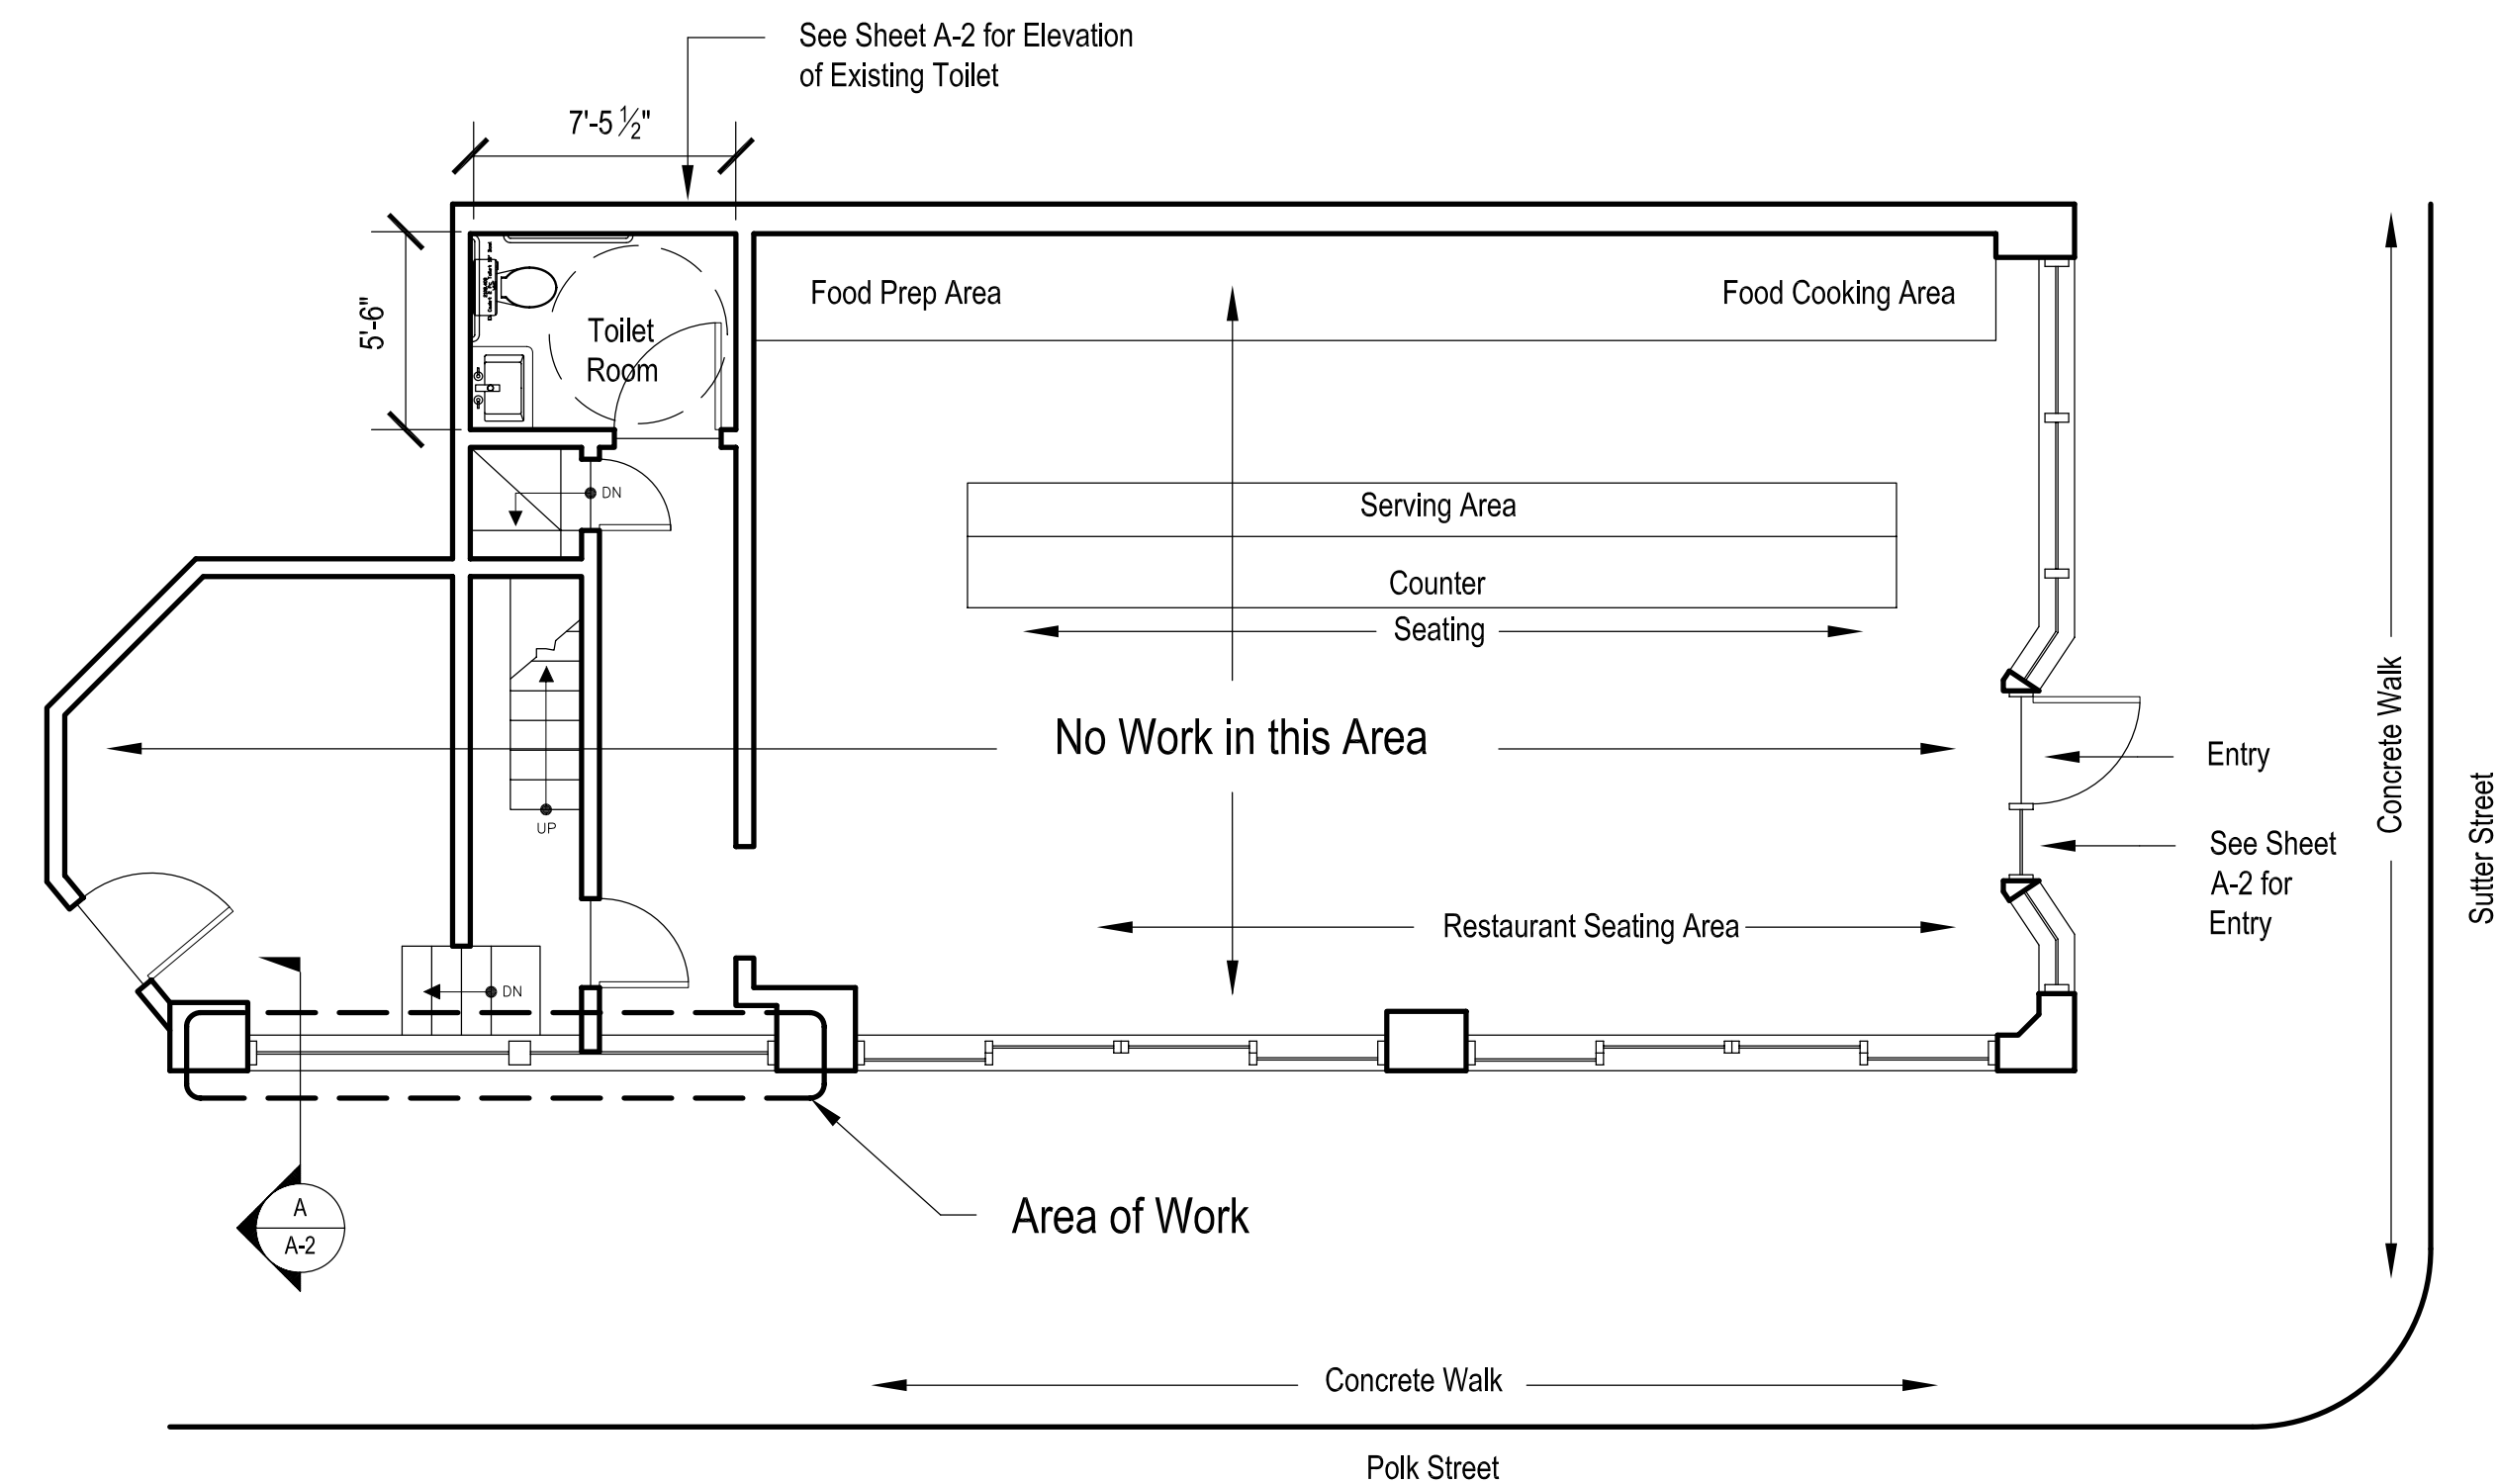 See Sheet A-2 for Elevation
of Existing Toilet
7'-5 1/2"
5'-6"
Toilet
Room
Food Prep Area
Food Cooking Area
DN
Serving Area
Counter
Seating
No Work in this Area
UP
Entry
See Sheet
A-2 for
Entry
Restaurant Seating Area
DN
Concrete Walk
Sutter Street
A
A-2
Area of Work
Concrete Walk
Polk Street